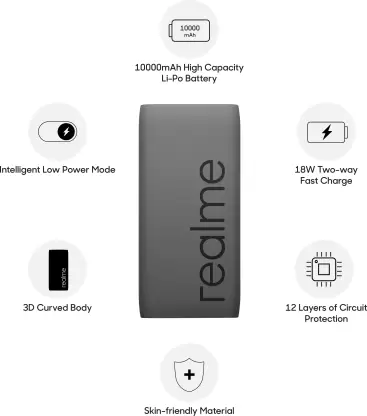 10000
mAh
10000mAh High Capacity
Li-Po Battery
Intelligent Low Power Mode
18W Two-way
Fast Charge
realme
realme
3D Curved Body
12 Layers of Circuit
Protection
Skin-friendly Material